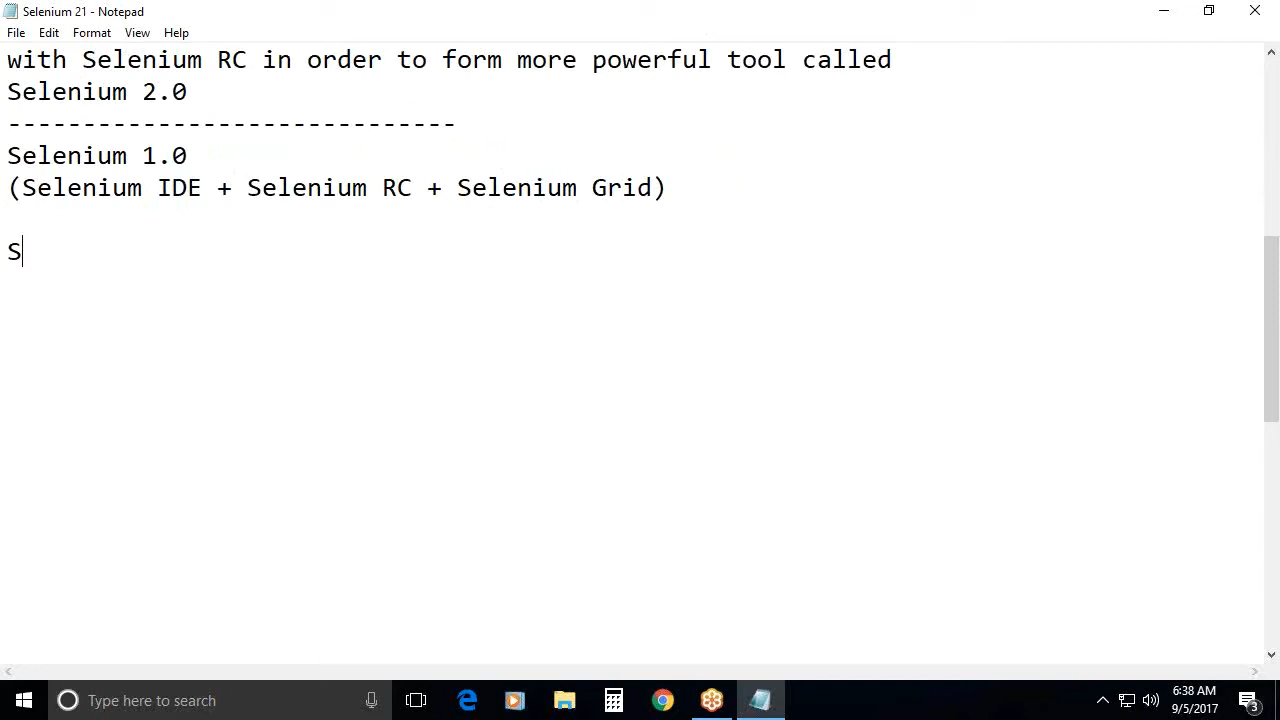 Selenium 21 - Notepad
File Edit Format View Help
with Selenium RC in order to form more powerful tool called
Selenium 2.0
------------------------------
Selenium 1.0
(Selenium IDE + Selenium RC + Selenium Grid)
S
Type here to search
6:38 AM
9/5/2017
3